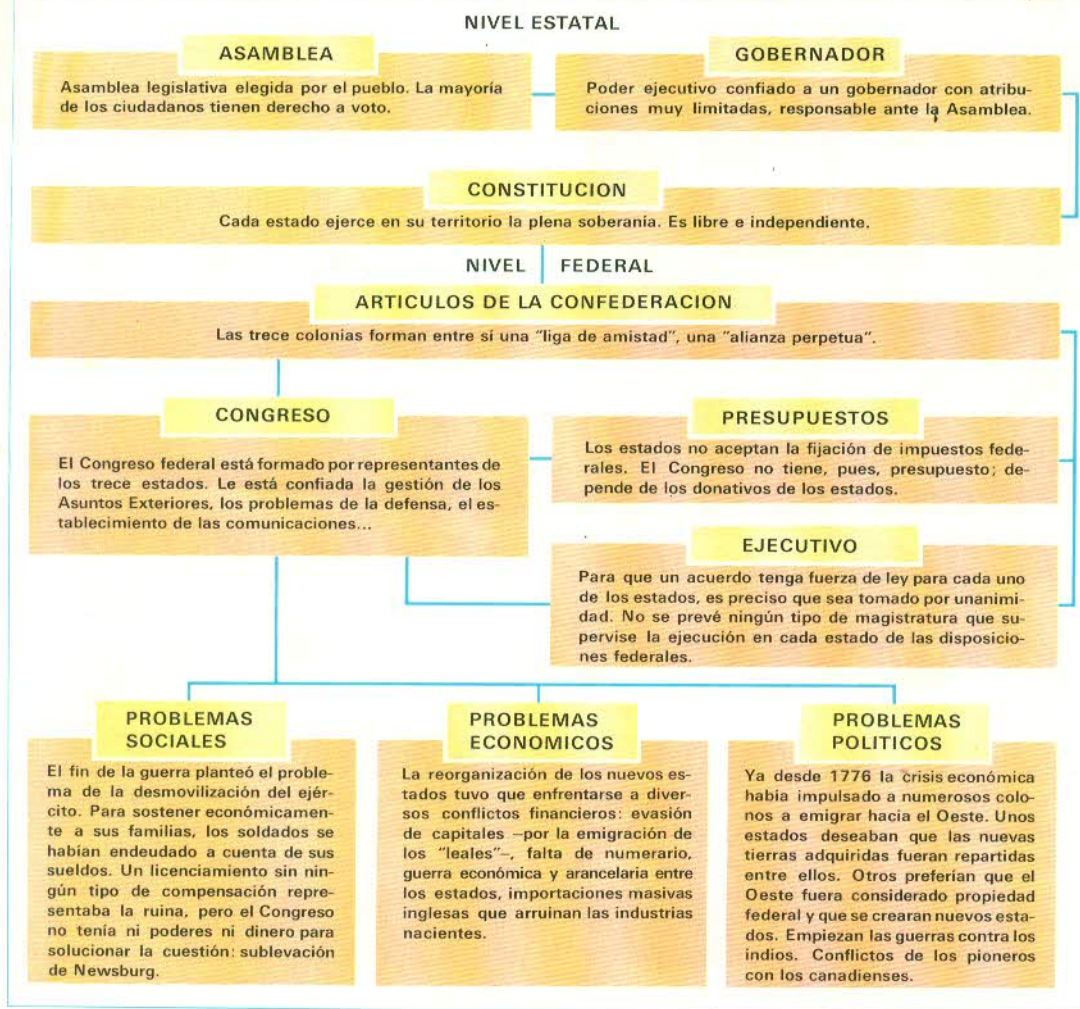 NIVEL ESTATAL
ASAMBLEA
Asamblea legislativa elegida por el pueblo. La mayoría
de los ciudadanos tienen derecho a voto.
GOBERNADOR
Poder ejecutivo confiado a un gobernador con atribu-
ciones muy limitadas, responsable ante la Asamblea.
CONSTITUCION
Cada estado ejerce en su territorio la plena soberanía. Es libre e independiente.
NIVEL FEDERAL
ARTICULOS DE LA CONFEDERACION
Las trece colonias forman entre sí una "liga de amistad", una "alianza perpetua".
CONGRESO
El Congreso federal está formado por representantes de
los trece estados. Le está confiada la gestión de los
Asuntos Exteriores, los problemas de la defensa, el es-
tablecimiento de las comunicaciones...
PRESUPUESTOS
Los estados no aceptan la fijación de impuestos fede-
rales. El Congreso no tiene, pues, presupuesto; de-
pende de los donativos de los estados.
EJECUTIVO
Para que un acuerdo tenga fuerza de ley para cada uno
de los estados, es preciso que sea tomado por unanimi-
dad. No se prevé ningún tipo de magistratura que su-
pervise la ejecución en cada estado de las disposicio-
nes federales.
PROBLEMAS
SOCIALES
El fin de la guerra planteó el proble-
ma de la desmovilización del ejér-
cito. Para sostener económicamen-
te a sus familias, los soldados se
habían endeudado a cuenta de sus
sueldos. Un licenciamiento sin nin-
gún tipo de compensación repre-
sentaba la ruina, pero el Congreso
no tenía ni poderes ni dinero para
solucionar la cuestión: sublevación
de Newsburg.
PROBLEMAS
ECONOMICOS
La reorganización de los nuevos es-
tados tuvo que enfrentarse a diver-
sos conflictos financieros: evasión
de capitales —por la emigración de
los "leales"—, falta de numerario,
guerra económica y arancelaria entre
los estados, importaciones masivas
inglesas que arruinan las industrias
nacientes.
PROBLEMAS
POLITICOS
Ya desde 1776 la crisis económica
había impulsado a numerosos colo-
nos a emigrar hacia el Oeste. Unos
estados deseaban que las nuevas
tierras adquiridas fueran repartidas
entre ellos. Otros preferían que el
Oeste fuera considerado propiedad
federal y que se crearan nuevos esta-
dos. Empiezan las guerras contra los
indios. Conflictos de los pioneros
con los canadienses.